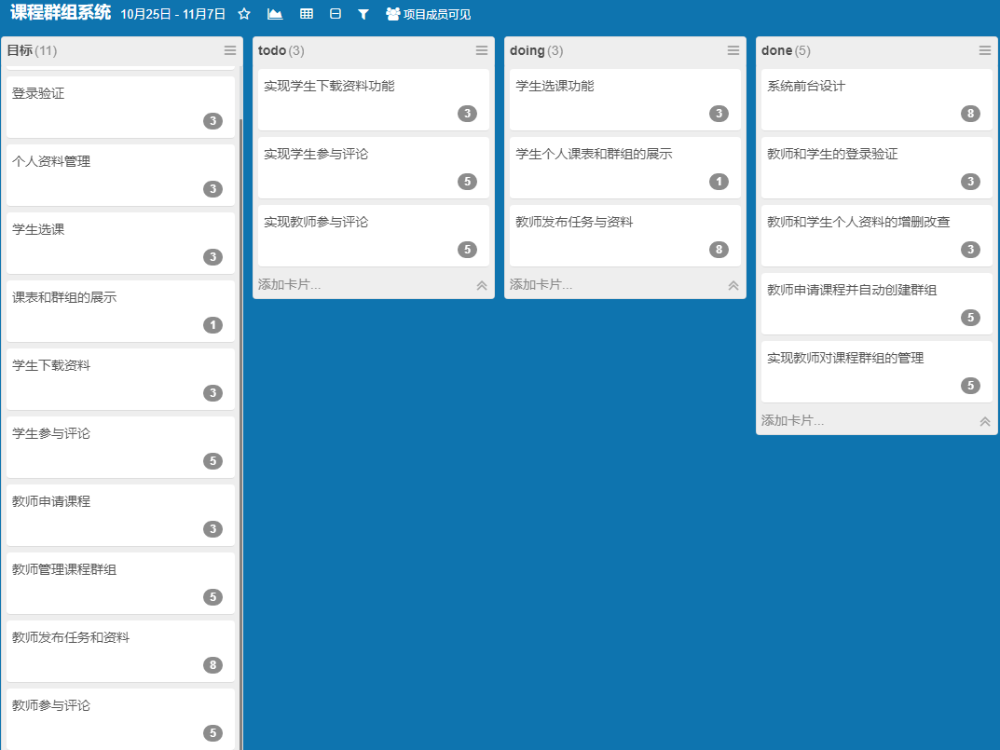 课程群组系统 10月25日 - 11月7日 项目成员可见
目标(11)
登录验证
3
个人资料管理
3
学生选课
3
课表和群组的展示
1
学生下载资料
3
学生参与评论
5
教师申请课程
3
教师管理课程群组
5
教师发布任务和资料
8
教师参与评论
5
todo(3)
实现学生下载资料功能
3
实现学生参与评论
5
实现教师参与评论
5
添加卡片...
doing(3)
学生选课功能
3
学生个人课表和群组的展示
1
教师发布任务与资料
8
添加卡片...
done(5)
系统前台设计
8
教师和学生的登录验证
3
教师和学生个人资料的增删改查
3
教师申请课程并自动创建群组
5
实现教师对课程群组的管理
5
添加卡片...